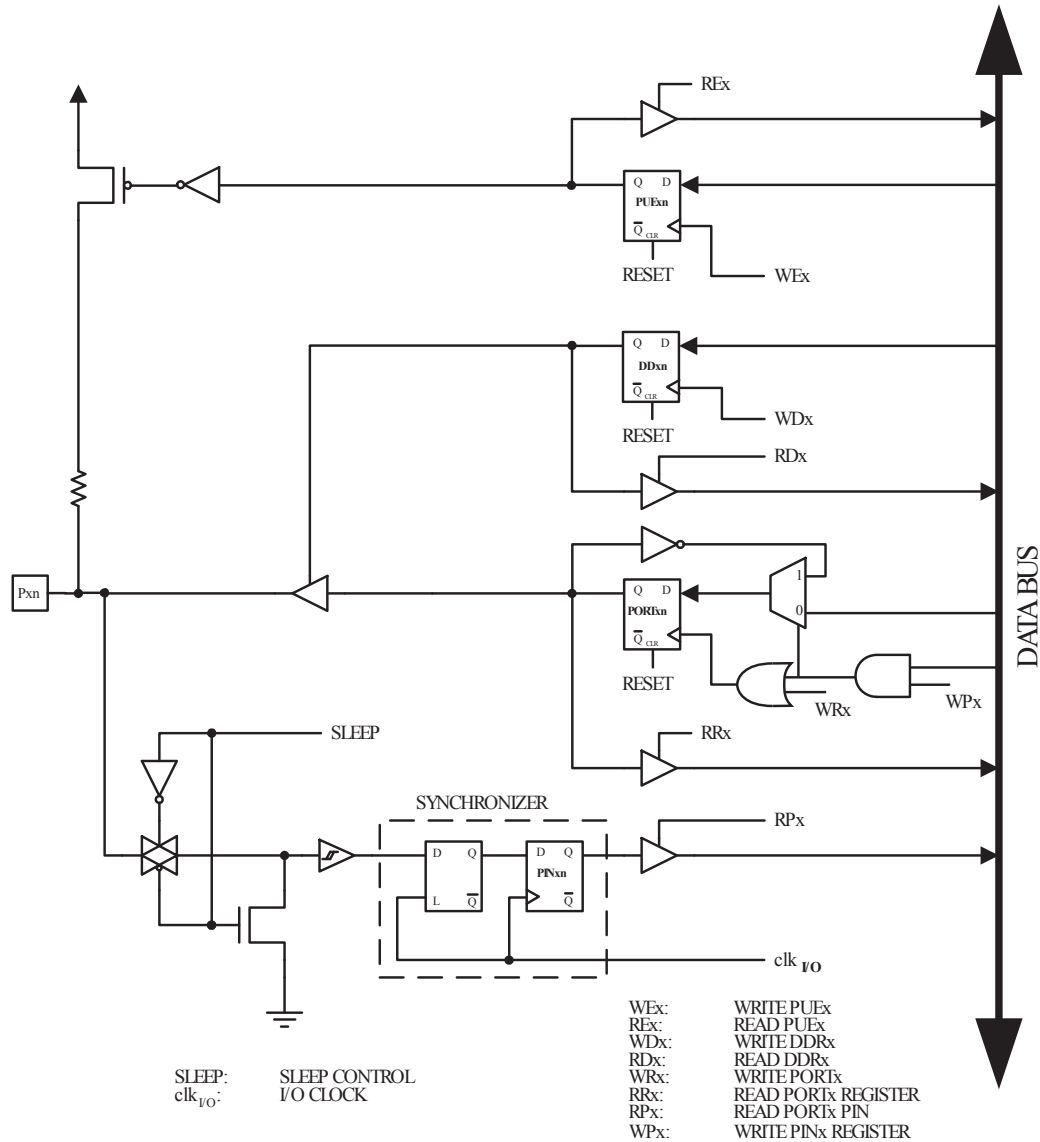 REx
Q D
PUExn
Q CLR
RESET
WEx
Q D
DDxn
Q CLR
WDx
RESET
RDx
DATA BUS
1
Pxn
Q D
PORTxn
0
Q CLR
RESET
WRx
WPx
SLEEP
RRx
SYNCHRONIZER
RPx
D Q
D Q
PINxn
L Q
Q
clk I/O
WEx: WRITE PUEx
REx: READ PUEx
WDx: WRITE DDRx
RDx: READ DDRx
SLEEP: SLEEP CONTROL
WRx: WRITE PORTx
clkI/O: I/O CLOCK
RRx: READ PORTx REGISTER
RPx: READ PORTx PIN
WPx: WRITE PINx REGISTER